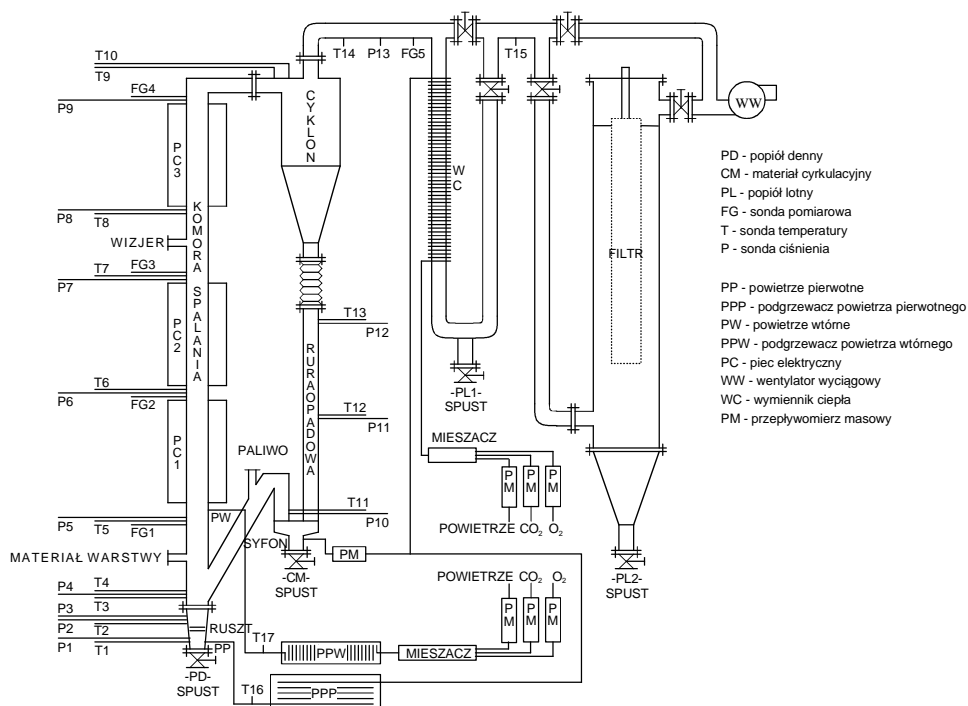 T10
T9
FG4
P9
PC3
CYKLON
KOMORA SPALANIA
P8
T8
WIZJER
T7
FG3
P7
PC2
T6
P6
FG2
PC1
PALIWO
T13
P12
RURAOPADOWA
T12
P11
T11
P10
P5
T5
FG1
PW
SYFON
MATERIAŁ WARSTWY
-CM-
SPUST
PM
P4
T4
P3
T3
P2
T2
P1
T1
RUSZT
PP
-PD-
SPUST
T17
PPW
MIESZACZ
T16
PPP
POWIETRZE CO₂ O₂
PM
PM
PM
T14
P13
FG5
T15
WC
-PL1-
SPUST
MIESZACZ
PM
PM
PM
POWIETRZE CO₂ O₂
WW
FILTR
-PL2-
SPUST
PD - popiół denny
CM - materiał cyrkulacyjny
PL - popiół lotny
FG - sonda pomiarowa
T - sonda temperatury
P - sonda ciśnienia
PP - powietrze pierwotne
PPP - podgrzewacz powietrza pierwotnego
PW - powietrze wtórne
PPW - podgrzewacz powietrza wtórnego
PC - piec elektryczny
WW - wentylator wyciągowy
WC - wymiennik ciepła
PM - przepływomierz masowy